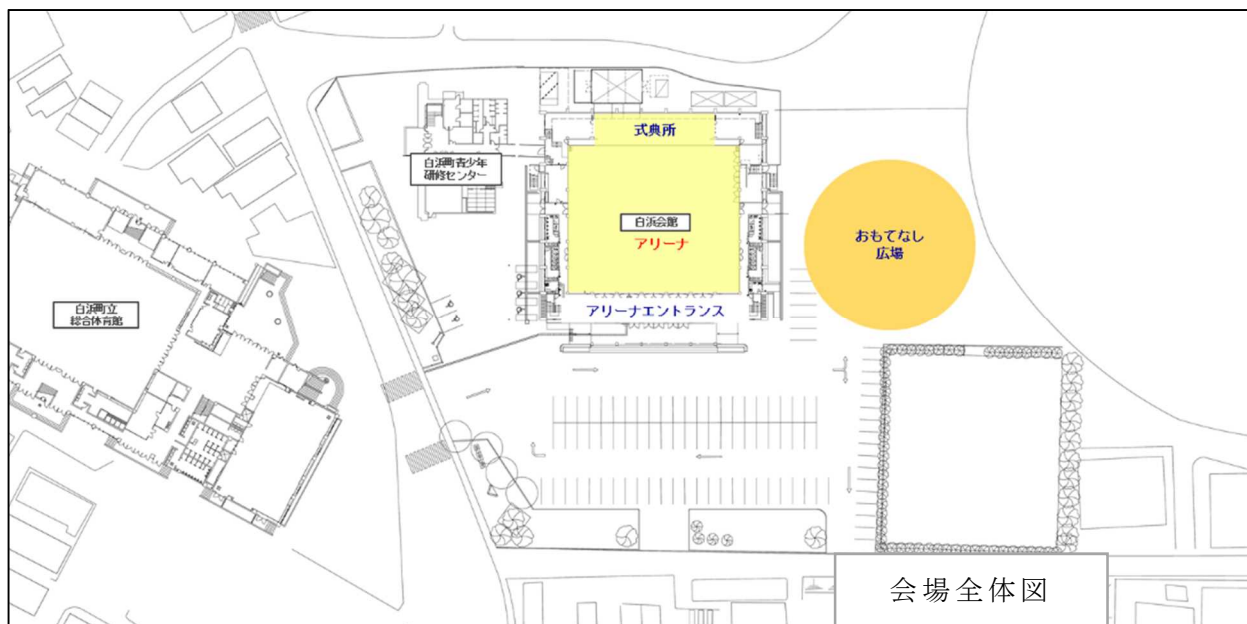 式典所
白浜町青少年
研修センター
白浜会館
アリーナ
おもてなし
広場
アリーナエントランス
白浜町立
総合体育館
会場全体図